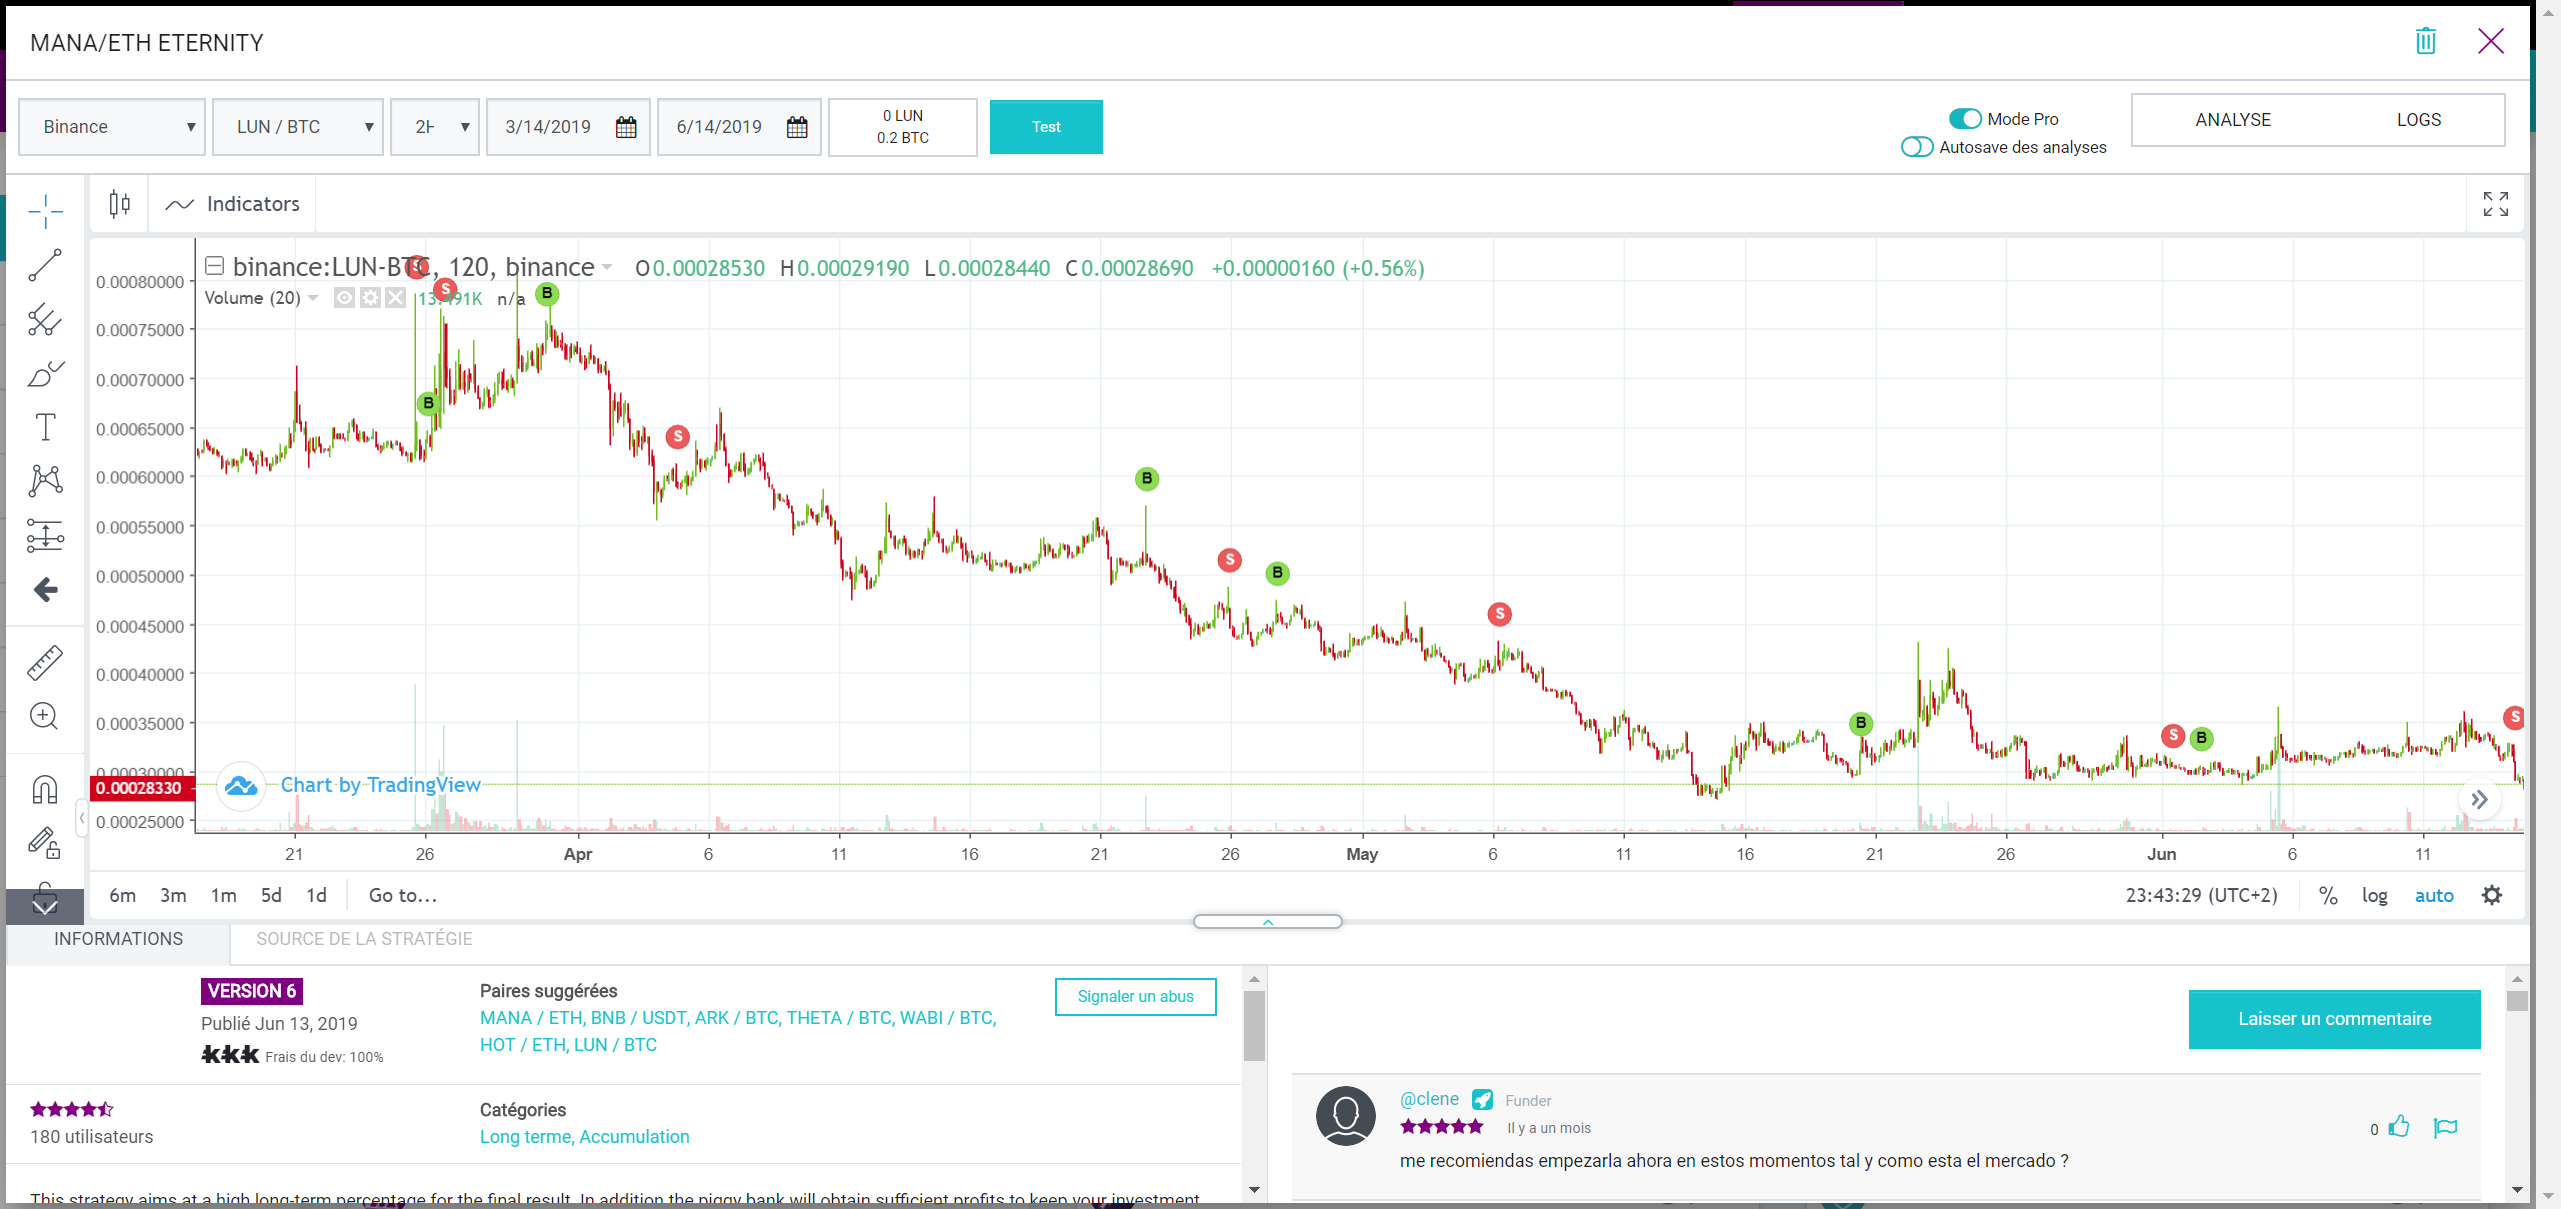 MANA/ETH ETERNITY
Binance
LUN / BTC
3/14/2019
6/14/2019
0 LUN
0.2 BTC
Test
Mode Pro
Autosave des analyses
ANALYSE
LOGS
Indicators
binance:LUN-BTC, 120, binance O0.00028530 H0.00029190 L0.00028440 C0.00028690 +0.00000160 (+0.56%)
Volume (20) 13.491K n/a
S
S
B
B
S
B
S
B
S
B
S
B
S
0.00080000
0.00075000
0.00070000
0.00065000
0.00060000
0.00055000
0.00050000
0.00045000
0.00040000
0.00035000
0.00030000
0.00028330
0.00025000
Chart by TradingView
21 26 Apr 6 11 16 21 26 May 6 11 16 21 26 Jun 6 11
6m 3m 1m 5d 1d Go to...
23:43:29 (UTC+2) % log auto
INFORMATIONS
SOURCE DE LA STRATÉGIE
VERSION 6
Publié Jun 13, 2019
Frais du dev: 100%
Paires suggérées
MANA / ETH, BNB / USDT, ARK / BTC, THETA / BTC, WABI / BTC,
HOT / ETH, LUN / BTC
Signaler un abus
180 utilisateurs
Catégories
Long terme, Accumulation
This strategy aims at a high long-term percentage for the final result. In addition the piggy bank will obtain sufficient profits to keep your investment
Laisser un commentaire
@clene Funder
Il y a un mois
0
me recomiendas empezarla ahora en estos momentos tal y como esta el mercado ?